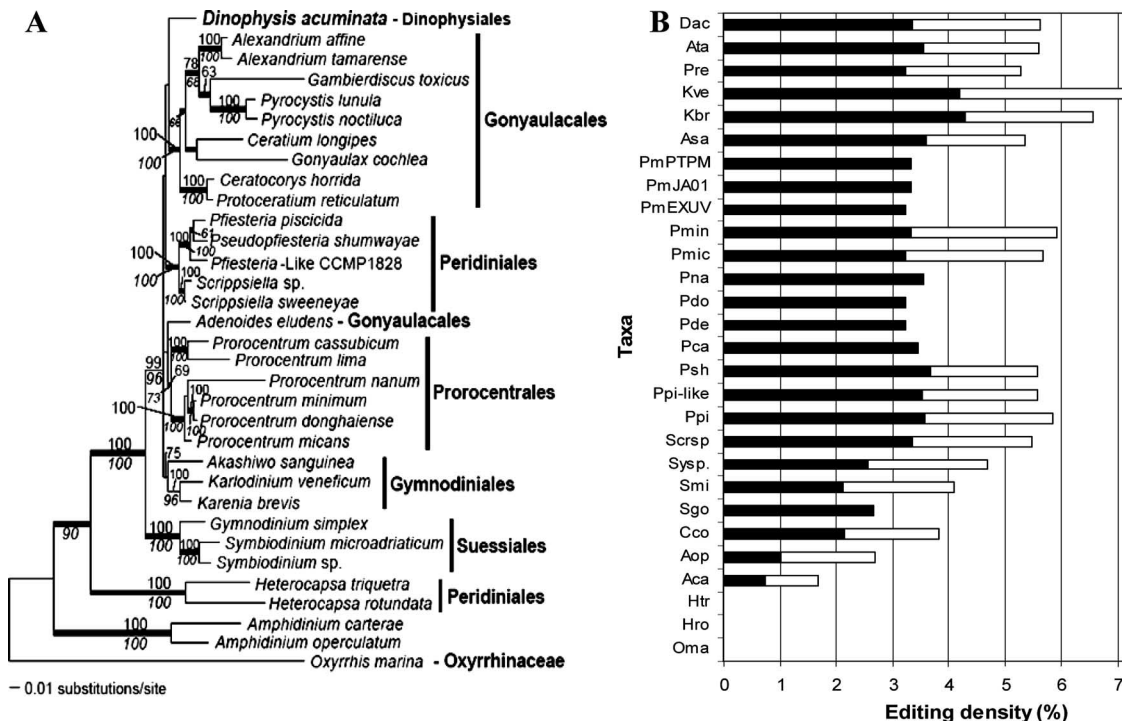 A
Dinophysis acuminata - Dinophysiales
100
100
Alexandrium affine
Alexandrium tamarense
78
68
63
Gambierdiscus toxicus
100
100
Pyrocystis lunula
Pyrocystis noctiluca
Gonyaulacales
Ceratium longipes
Gonyaulax cochlea
100
100
100
100
Ceratocorys horrida
Protoceratium reticulatum
Pfiesteria piscicida
100
61
100
Pseudopfiesteria shumwayae
Pfiesteria -Like CCMP1828
Peridiniales
100
100
100
100
Scrippsiella sp.
Scrippsiella sweeneyae
Adenoides eludens - Gonyaulacales
100
100
Prorocentrum cassubicum
Prorocentrum lima
99
96
69
73
Prorocentrum nanum
Prorocentrales
100
100
100
100
Prorocentrum minimum
Prorocentrum donghaiense
Prorocentrum micans
75
Akashiwo sanguinea
100
96
Karlodinium veneficum
Gymnodiniales
Karenia brevis
100
100
Gymnodinium simplex
100
100
100
100
Symbiodinium microadriaticum
Suessiales
Symbiodinium sp.
90
100
100
Heterocapsa triquetra
Peridiniales
Heterocapsa rotundata
100
100
Amphidinium carterae
Amphidinium operculatum
Oxyrrhis marina - Oxyrrhinaceae
0.01 substitutions/site
B
Taxa
Dac
Ata
Pre
Kve
Kbr
Asa
PmPTPM
PmJA01
PmEXUV
Pmin
Pmic
Pna
Pdo
Pde
Pca
Psh
Ppi-like
Ppi
Scrsp
Sysp.
Smi
Sgo
Cco
Aop
Aca
Htr
Hro
Oma
0 1 2 3 4 5 6 7
Editing density (%)